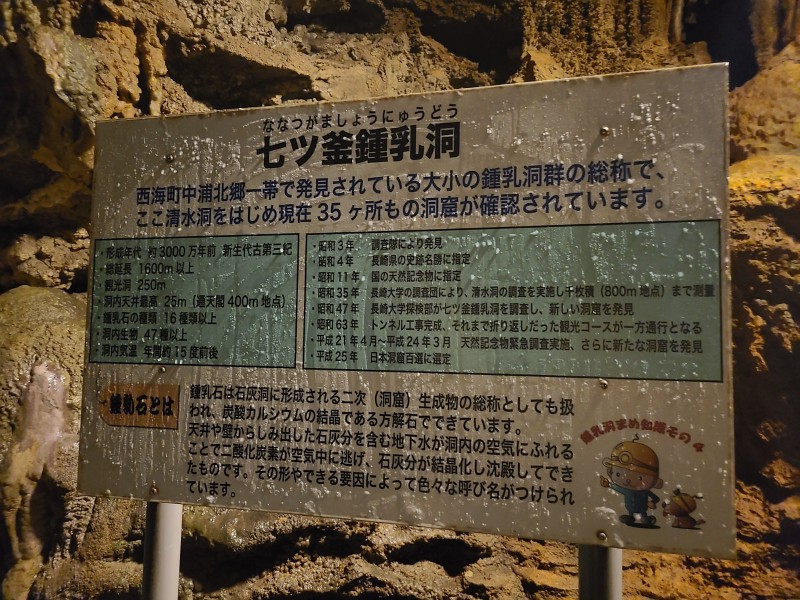 ななつがましょうにゅうどう
七ツ釜鍾乳洞
西海町中浦北郷一帯で発見されている大小の鍾乳洞群の総称で、
ここ清水洞をはじめ現在 35 ヶ所もの洞窟が確認されています。
・形成年代 約3000万年前 新生代古第三紀
・総延長 1600m以上
・観光洞 250m
・洞内天井最高 25m（通天閣 400m地点）
・鍾乳石の種類 16種類以上
・洞内生物 47種以上
・洞内気温 年間約15度前後
・昭和3年 調査隊により発見
・昭和4年 長崎県の史跡名勝に指定
・昭和11年 国の天然記念物に指定
・昭和35年 長崎大学の調査団により、清水洞の調査を実施し千枚積（800m地点）まで測量
・昭和47年 長崎大学探検部が七ツ釜鍾乳洞を調査し、新しい洞窟を発見
・昭和63年 トンネル工事完成、それまで折り返しだった観光コースが一方通行となる
・平成21年4月～平成24年3月 天然記念物緊急調査実施、さらに新たな洞窟を発見
・平成25年 日本洞窟百選に選定
鍾乳石とは
鍾乳石は石灰洞に形成される二次（洞窟）生成物の総称としても扱
われ、炭酸カルシウムの結晶である方解石でできています。
天井や壁からしみ出した石灰分を含む地下水が洞内の空気にふれる
ことで二酸化炭素が空気中に逃げ、石灰分が結晶化し沈殿してでき
たものです。その形やできる要因によって色々な呼び名がつけられ
ています。
鍾乳洞まめ知識その4